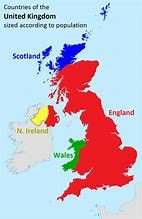 Countries of the
United Kingdom
sized according to population
Scotland
England
N. Ireland
Wales